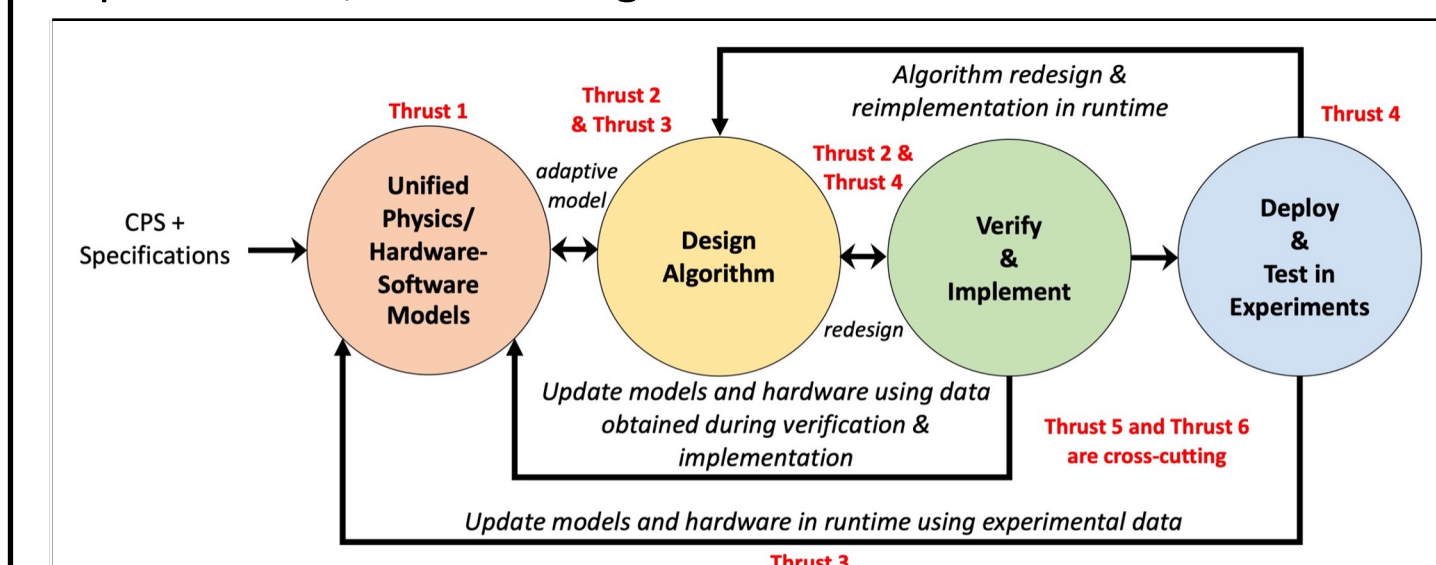 Thrust 1
Thrust 2
& Thrust 3
Algorithm redesign &
reimplementation in runtime
Thrust 4
Thrust 2 &
Thrust 4
adaptive
model
CPS +
Specifications
Unified
Physics/
Hardware-
Software
Models
Design
Algorithm
Verify
&
Implement
Deploy
&
Test in
Experiments
redesign
Update models and hardware using data
obtained during verification &
implementation
Thrust 5 and Thrust 6
are cross-cutting
Update models and hardware in runtime using experimental data
Thrust 3